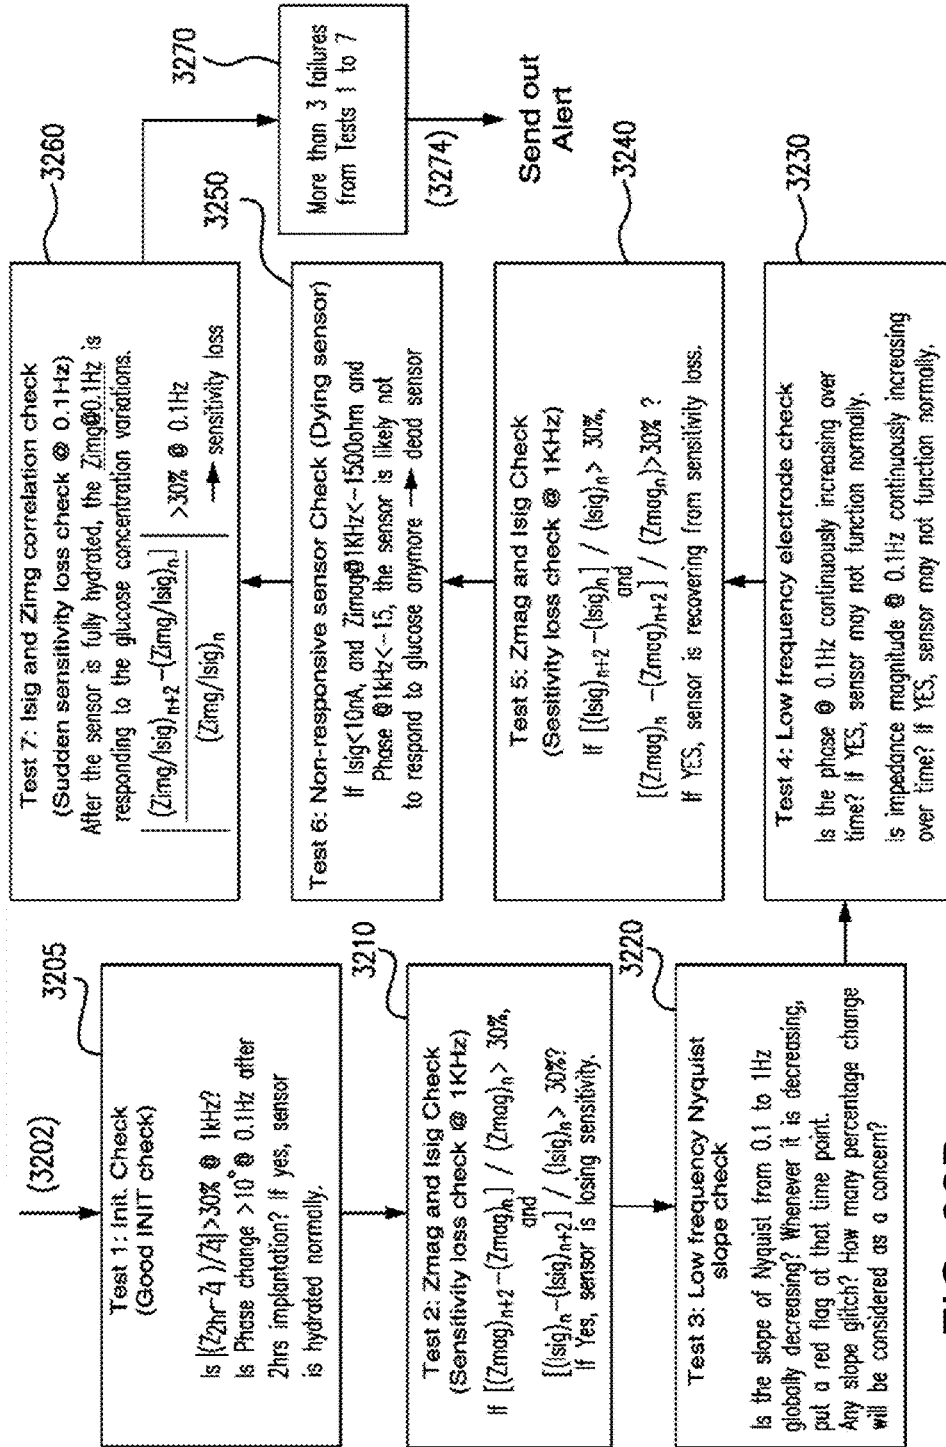 (3202)
3205
Test 1: Init. Check
(Good INIT check)
Is |(Z2hr-Z1)/Z1|>30% @ 1kHz?
Is Phase change > 10° @ 0.1Hz after
2hrs implantation? If yes, sensor
is hydrated normally.
3210
Test 2: Zmag and Isig Check
(Sensitivity loss check @ 1KHz)
If [(Zmag)n+2-(Zmag)n] / (Zmag)n> 30%,
and
[(Isig)n-(Isig)n+2] / (Isig)n> 30%?
If Yes, sensor is losing sensitivity.
3220
Test 3: Low frequency Nyquist
slope check
Is the slope of Nyquist from 0.1 to 1Hz
globally decreasing? Whenever it is decreasing,
put a red flag at that time point.
Any slope glitch? How many percentage change
will be considered as a concern?
3230
Test 4: Low frequency electrode check
Is the phase @ 0.1Hz continuously increasing over
time? If YES, sensor may not function normally.
Is impedance magnitude @ 0.1Hz continuously increasing
over time? If YES, sensor may not function normally.
3240
Test 5: Zmag and Isig Check
(Sesitivity loss check @ 1KHz)
If [(Isig)n+2-(Isig)n] / (Isig)n> 30%,
and
[(Zmag)n -(Zmag)n+2] / (Zmag)n>30% ?
If YES, sensor is recovering from sensitivity loss.
3250
Test 6: Non-responsive sensor Check (Dying sensor)
If Isig<10nA, and Zimag@1KHz<-1500ohm and
Phase @1kHz<-15, the sensor is likely not
to respond to glucose anymore → dead sensor
3260
Test 7: Isig and Zimg correlation check
(Sudden sensitivity loss check @ 0.1Hz)
After the sensor is fully hydrated, the Zimg@0.1Hz is
responding to the glucose concentration variations.
|(Zimg/Isig)n+2-(Zimg/Isig)n| >30% @ 0.1Hz
(Zimg/Isig)n → sensitivity loss
3270
More than 3 failures
from Tests 1 to 7
(3274)
Send out
Alert